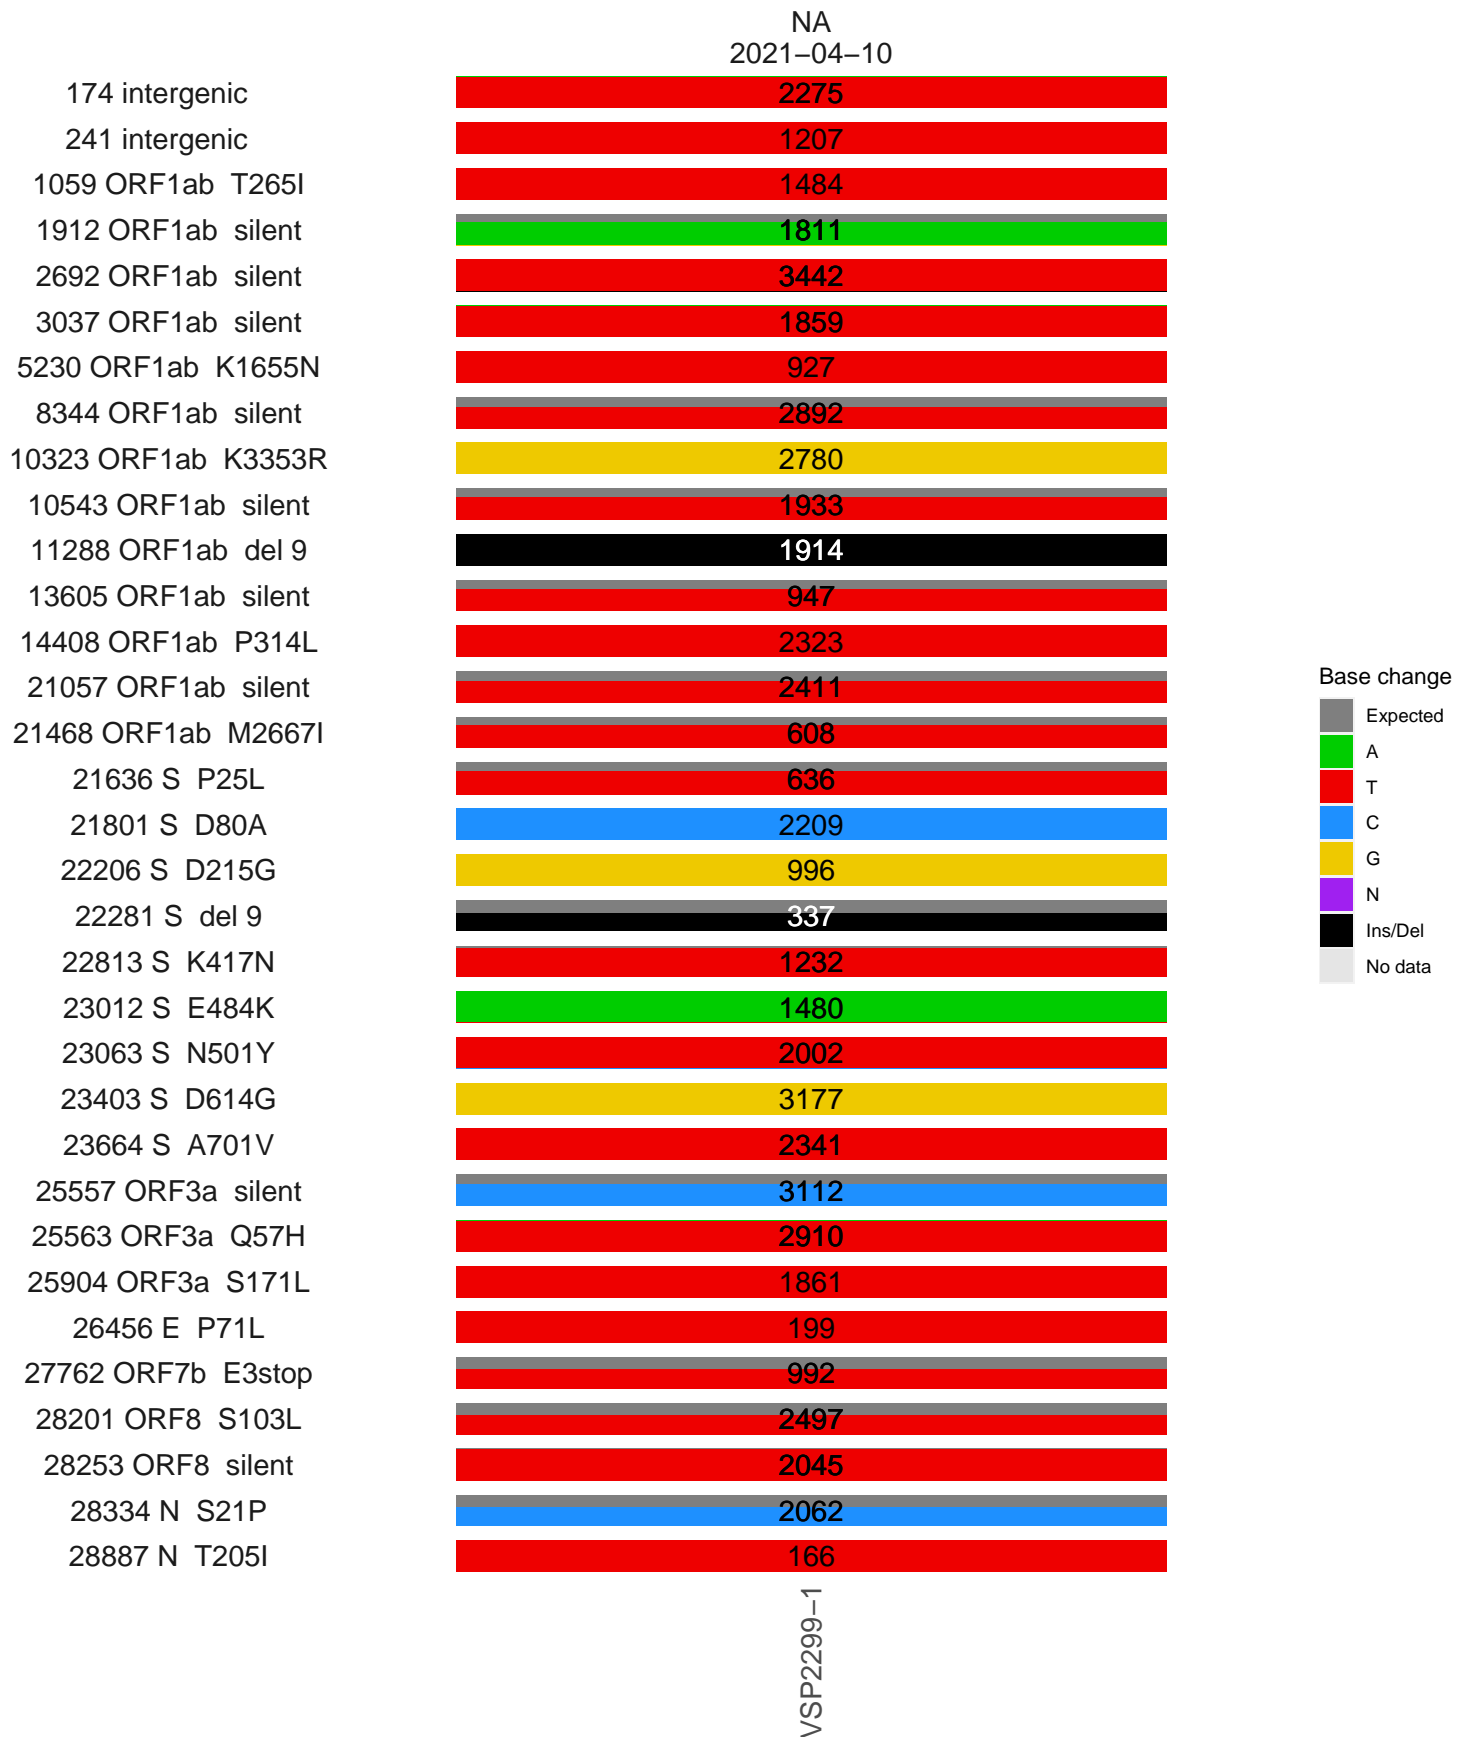 NA
2021−04−10
174 intergenic 2275
241 intergenic 1207
1059 ORF1ab T265I 1484
1912 ORF1ab silent 1811
2692 ORF1ab silent 3442
3037 ORF1ab silent 1859
5230 ORF1ab K1655N 927
8344 ORF1ab silent 2892
10323 ORF1ab K3353R 2780
10543 ORF1ab silent 1933
11288 ORF1ab del 9 1914
13605 ORF1ab silent 947
14408 ORF1ab P314L 2323
21057 ORF1ab silent 2411
21468 ORF1ab M2667I 608
21636 S P25L 636
21801 S D80A 2209
22206 S D215G 996
22281 S del 9 337
22813 S K417N 1232
23012 S E484K 1480
23063 S N501Y 2002
23403 S D614G 3177
23664 S A701V 2341
25557 ORF3a silent 3112
25563 ORF3a Q57H 2910
25904 ORF3a S171L 1861
26456 E P71L 199
27762 ORF7b E3stop 992
28201 ORF8 S103L 2497
28253 ORF8 silent 2045
28334 N S21P 2062
28887 N T205I 166
VSP2299−1
Base change
Expected
A
T
C
G
N
Ins/Del
No data